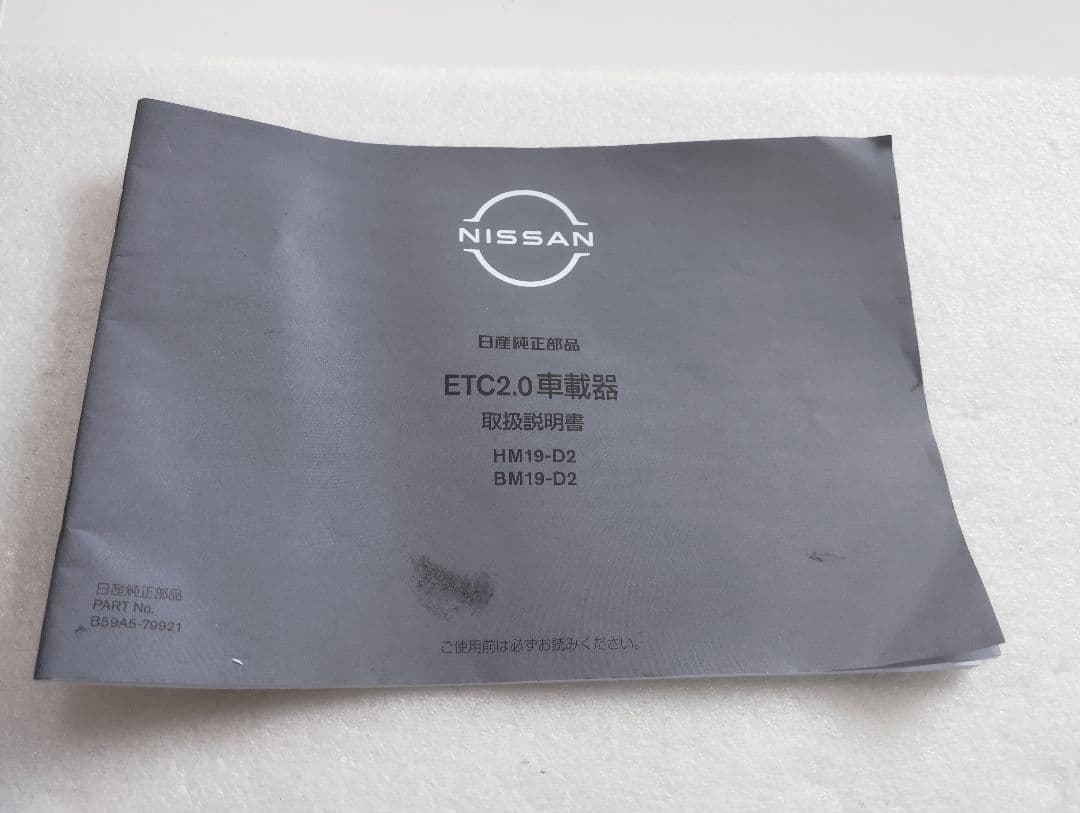 NISSAN
日産純正部品
ETC2.0車載器
取扱説明書
HM19-D2
BM19-D2
日産純正部品
PART No.
B59A5-79921
ご使用前は必ずお読みください。